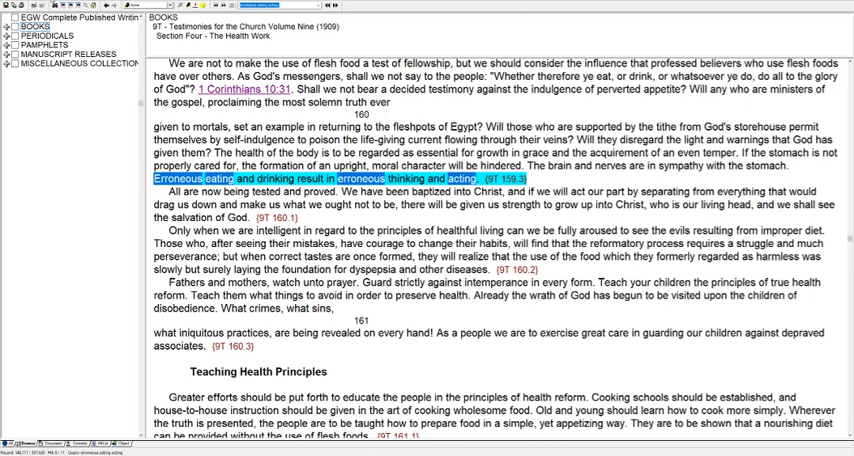 EGW Complete Published Writin
BOOKS
PERIODICALS
PAMPHLETS
MANUSCRIPT RELEASES
MISCELLANEOUS COLLECTION
BOOKS
9T - Testimonies for the Church Volume Nine (1909)
Section Four - The Health Work
We are not to make the use of flesh food a test of fellowship, but we should consider the influence that professed believers who use flesh foods
have over others. As God's messengers, shall we not say to the people: "Whether therefore ye eat, or drink, or whatsoever ye do, do all to the glory
of God"? 1 Corinthians 10:31. Shall we not bear a decided testimony against the indulgence of perverted appetite? Will any who are ministers of
the gospel, proclaiming the most solemn truth ever
160
given to mortals, set an example in returning to the fleshpots of Egypt? Will those who are supported by the tithe from God's storehouse permit
themselves by self-indulgence to poison the life-giving current flowing through their veins? Will they disregard the light and warnings that God has
given them? The health of the body is to be regarded as essential for growth in grace and the acquirement of an even temper. If the stomach is not
properly cared for, the formation of an upright, moral character will be hindered. The brain and nerves are in sympathy with the stomach.
Erroneous eating and drinking result in erroneous thinking and acting. {9T 159.3}
All are now being tested and proved. We have been baptized into Christ, and if we will act our part by separating from everything that would
drag us down and make us what we ought not to be, there will be given us strength to grow up into Christ, who is our living head, and we shall see
the salvation of God. {9T 160.1}
Only when we are intelligent in regard to the principles of healthful living can we be fully aroused to see the evils resulting from improper diet.
Those who, after seeing their mistakes, have courage to change their habits, will find that the reformatory process requires a struggle and much
perseverance; but when correct tastes are once formed, they will realize that the use of the food which they formerly regarded as harmless was
slowly but surely laying the foundation for dyspepsia and other diseases. {9T 160.2}
Fathers and mothers, watch unto prayer. Guard strictly against intemperance in every form. Teach your children the principles of true health
reform. Teach them what things to avoid in order to preserve health. Already the wrath of God has begun to be visited upon the children of
disobedience. What crimes, what sins,
161
what iniquitous practices, are being revealed on every hand! As a people we are to exercise great care in guarding our children against depraved
associates. {9T 160.3}
Teaching Health Principles
Greater efforts should be put forth to educate the people in the principles of health reform. Cooking schools should be established, and
house-to-house instruction should be given in the art of cooking wholesome food. Old and young should learn how to cook more simply. Wherever
the truth is presented, the people are to be taught how to prepare food in a simple, yet appetizing way. They are to be shown that a nourishing diet
can be provided without the use of flesh foods. {9T 161.1}